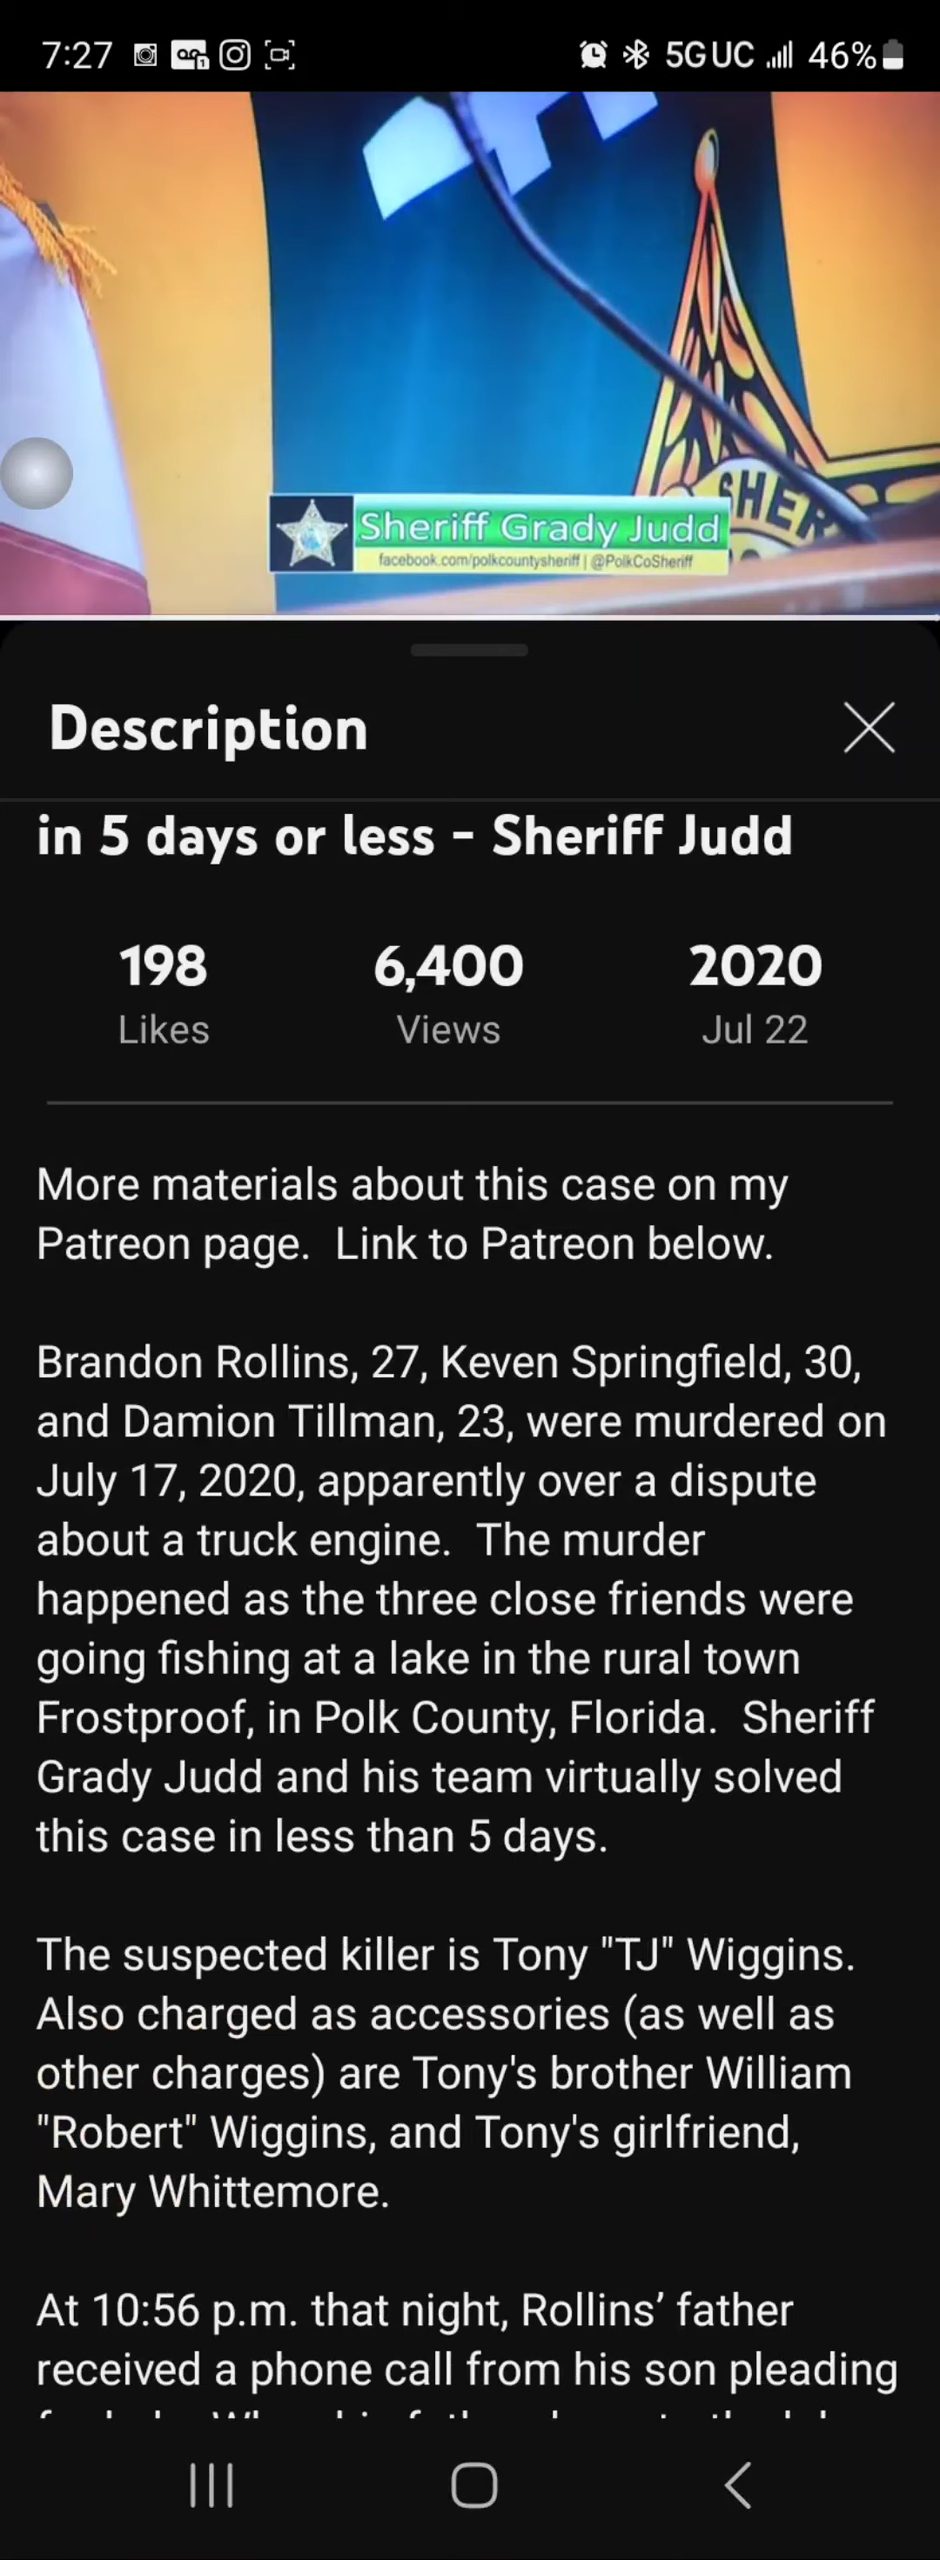 7:27
5G UC
46%
SHER
Sheriff Grady Judd
facebook.com/polkcountysheriff | @PolkCoSheriff
Description
in 5 days or less - Sheriff Judd
198
6,400
2020
Likes
Views
Jul 22
More materials about this case on my
Patreon page.  Link to Patreon below.
Brandon Rollins, 27, Keven Springfield, 30,
and Damion Tillman, 23, were murdered on
July 17, 2020, apparently over a dispute
about a truck engine.  The murder
happened as the three close friends were
going fishing at a lake in the rural town
Frostproof, in Polk County, Florida.  Sheriff
Grady Judd and his team virtually solved
this case in less than 5 days.
The suspected killer is Tony "TJ" Wiggins.
Also charged as accessories (as well as
other charges) are Tony's brother William
"Robert" Wiggins, and Tony's girlfriend,
Mary Whittemore.
At 10:56 p.m. that night, Rollins’ father
received a phone call from his son pleading